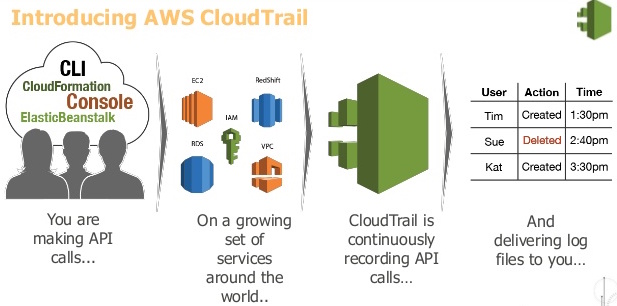 Introducing AWS CloudTrail
CLI
CloudFormation
Console
ElasticBeanstalk
You are
making API
calls...
EC2
RedShift
IAM
RDS
VPC
On a growing
set of
services
around the
world..
CloudTrail is
continuously
recording API
calls…
User Action Time
Tim Created 1:30pm
Sue Deleted 2:40pm
Kat Created 3:30pm
And
delivering log
files to you…